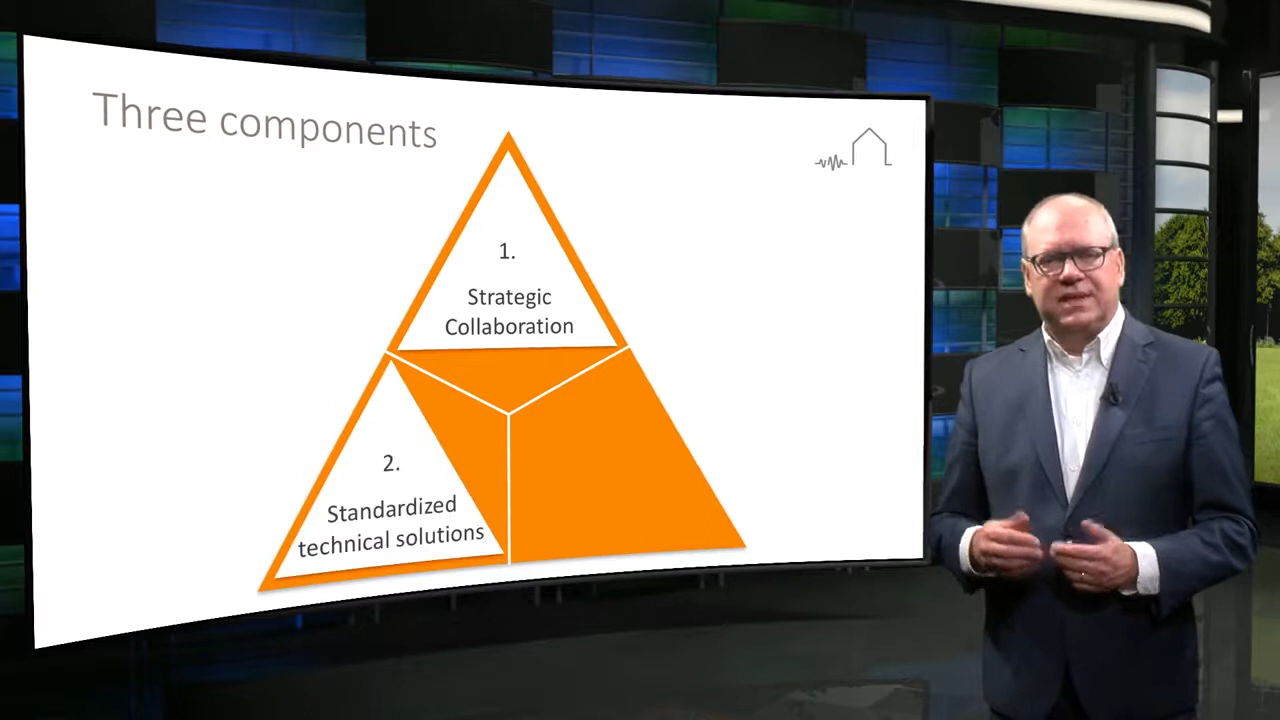 Three components
1.
Strategic
Collaboration
2.
Standardized
technical solutions